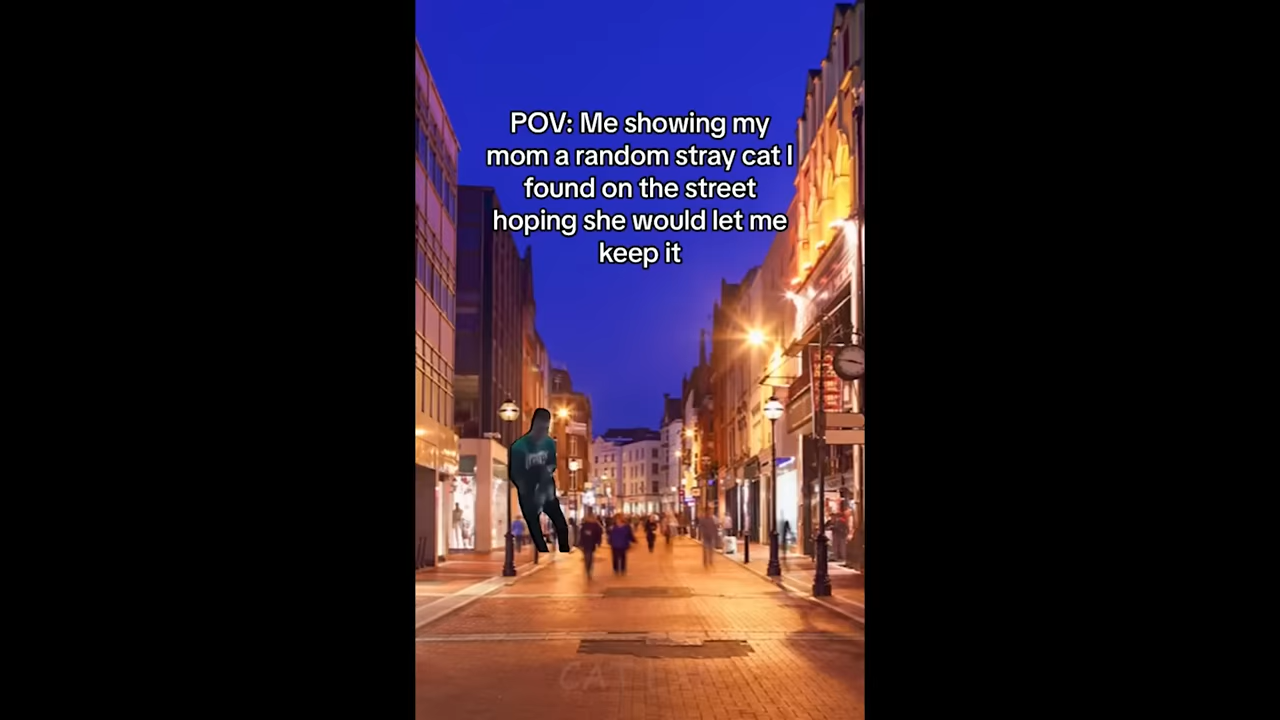 POV: Me showing my
mom a random stray cat I
found on the street
hoping she would let me
keep it